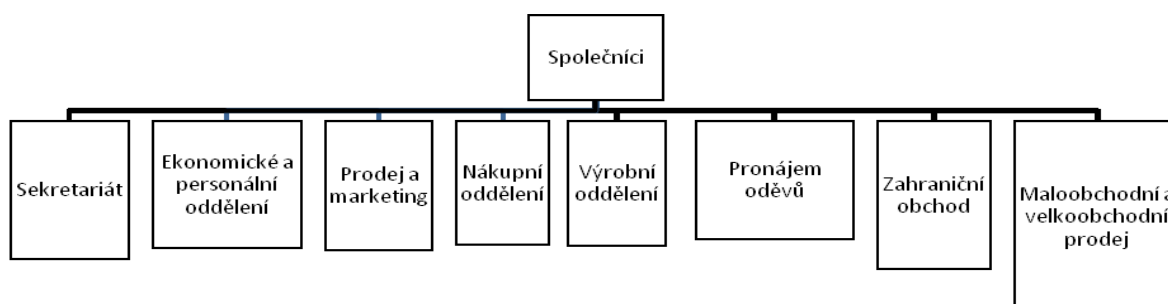 Společníci
Sekretariát
Ekonomické a
personální
oddělení
Prodej a
marketing
Nákupní
oddělení
Výrobní
oddělení
Pronájem
oděvů
Zahraniční
obchod
Maloobchodní a
velkoobchodní
prodej